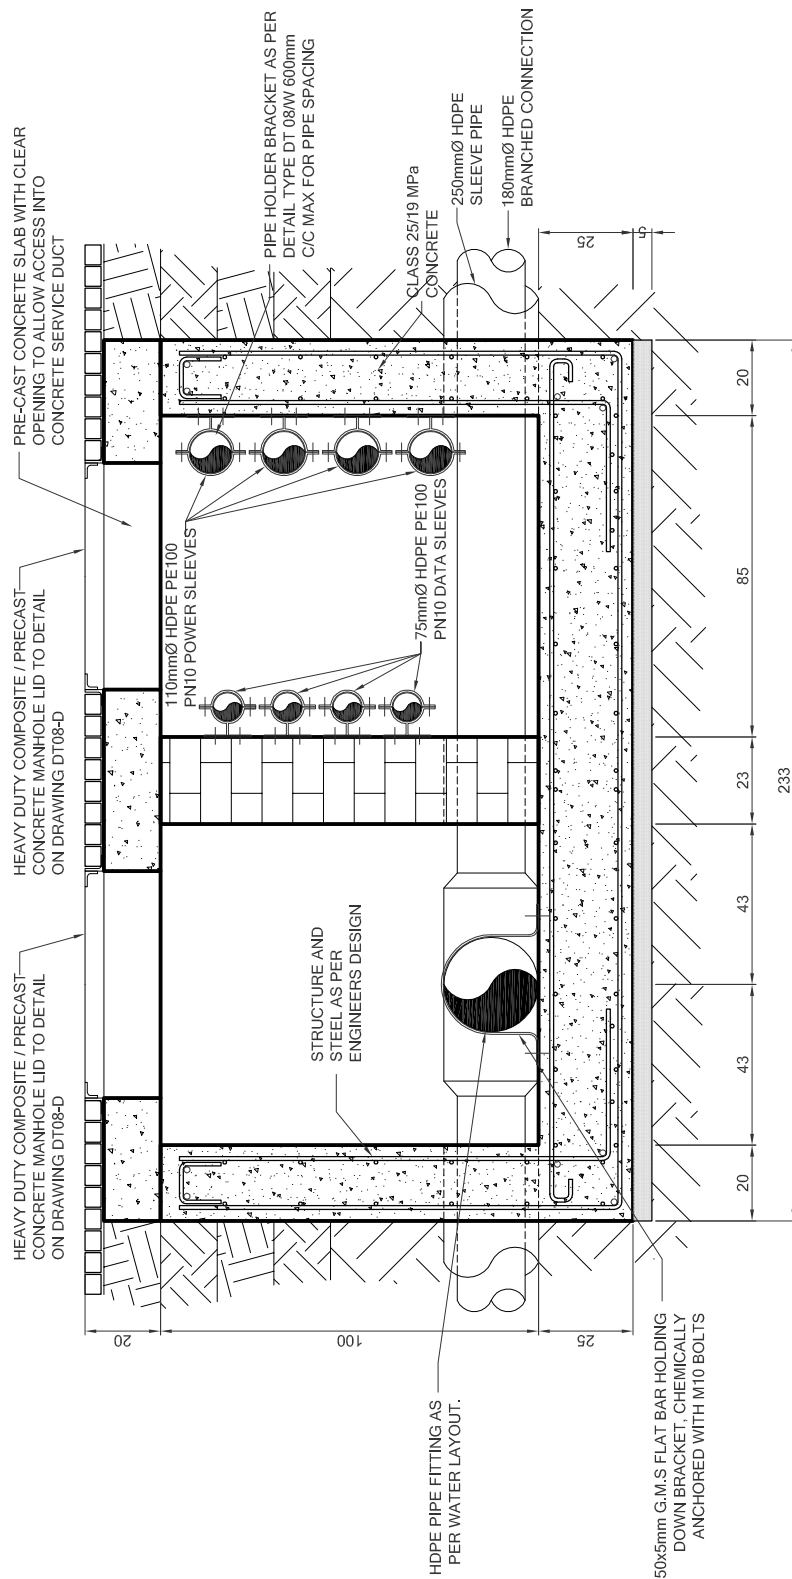 HEAVY DUTY COMPOSITE / PRECAST
CONCRETE MANHOLE LID TO DETAIL
ON DRAWING DT08-D
HEAVY DUTY COMPOSITE / PRECAST
CONCRETE MANHOLE LID TO DETAIL
ON DRAWING DT08-D
PRE-CAST CONCRETE SLAB WITH CLEAR
OPENING TO ALLOW ACCESS INTO
CONCRETE SERVICE DUCT
PIPE HOLDER BRACKET AS PER
DETAIL TYPE DT 08/W 600mm
C/C MAX FOR PIPE SPACING
110mmØ HDPE PE100
PN10 POWER SLEEVES
STRUCTURE AND
STEEL AS PER
ENGINEERS DESIGN
75mmØ HDPE PE100
PN10 DATA SLEEVES
CLASS 25/19 MPa
CONCRETE
250mmØ HDPE
SLEEVE PIPE
180mmØ HDPE
BRANCHED CONNECTION
HDPE PIPE FITTING AS
PER WATER LAYOUT.
50x5mm G.M.S FLAT BAR HOLDING
DOWN BRACKET, CHEMICALLY
ANCHORED WITH M10 BOLTS
20
100
25
25
5
20
43
43
23
85
20
233